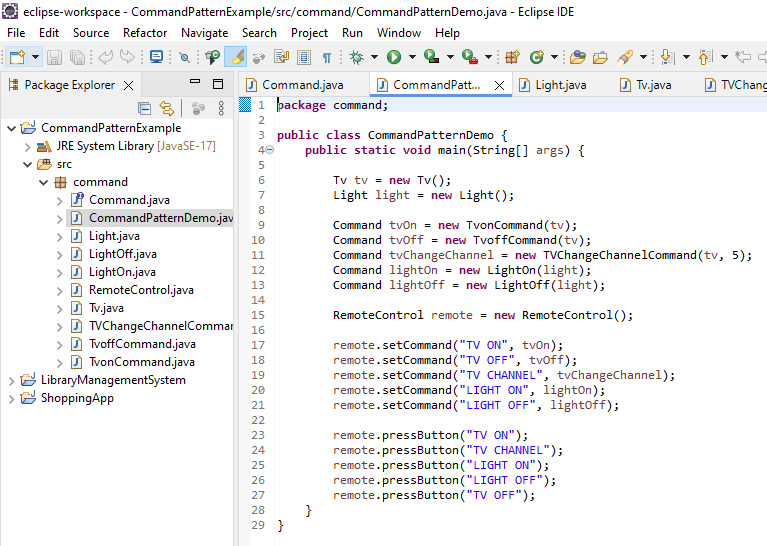 eclipse-workspace - CommandPatternExample/src/command/CommandPatternDemo.java - Eclipse IDE
File Edit Source Refactor Navigate Search Project Run Window Help
Package Explorer
CommandPatternExample
JRE System Library [JavaSE-17]
src
command
Command.java
CommandPatternDemo.jav
Light.java
LightOff.java
LightOn.java
RemoteControl.java
Tv.java
TVChangeChannelComman
TvoffCommand.java
TvonCommand.java
LibraryManagementSystem
ShoppingApp
Command.java CommandPatt... Light.java Tv.java TVChang
1 package command;
2
3 public class CommandPatternDemo {
4 public static void main(String[] args) {
5
6 Tv tv = new Tv();
7 Light light = new Light();
8
9 Command tvOn = new TvonCommand(tv);
10 Command tvOff = new TvoffCommand(tv);
11 Command tvChangeChannel = new TVChangeChannelCommand(tv, 5);
12 Command lightOn = new LightOn(light);
13 Command lightOff = new LightOff(light);
14
15 RemoteControl remote = new RemoteControl();
16
17 remote.setCommand("TV ON", tvOn);
18 remote.setCommand("TV OFF", tvOff);
19 remote.setCommand("TV CHANNEL", tvChangeChannel);
20 remote.setCommand("LIGHT ON", lightOn);
21 remote.setCommand("LIGHT OFF", lightOff);
22
23 remote.pressButton("TV ON");
24 remote.pressButton("TV CHANNEL");
25 remote.pressButton("LIGHT ON");
26 remote.pressButton("LIGHT OFF");
27 remote.pressButton("TV OFF");
28 }
29 }